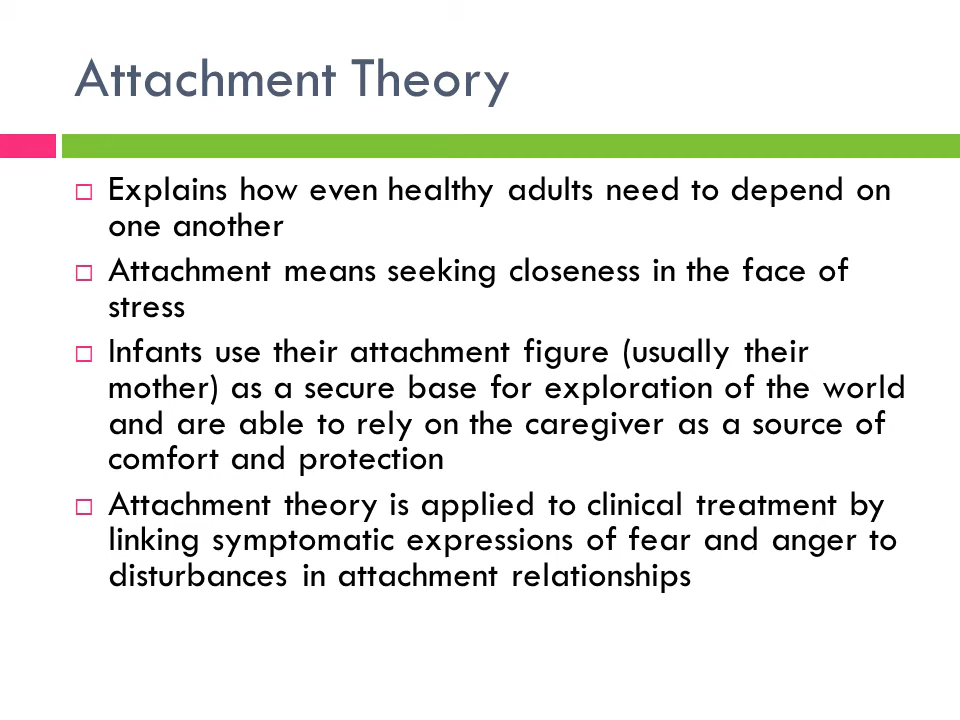 Attachment Theory
Explains how even healthy adults need to depend on
one another
Attachment means seeking closeness in the face of
stress
Infants use their attachment figure (usually their
mother) as a secure base for exploration of the world
and are able to rely on the caregiver as a source of
comfort and protection
Attachment theory is applied to clinical treatment by
linking symptomatic expressions of fear and anger to
disturbances in attachment relationships